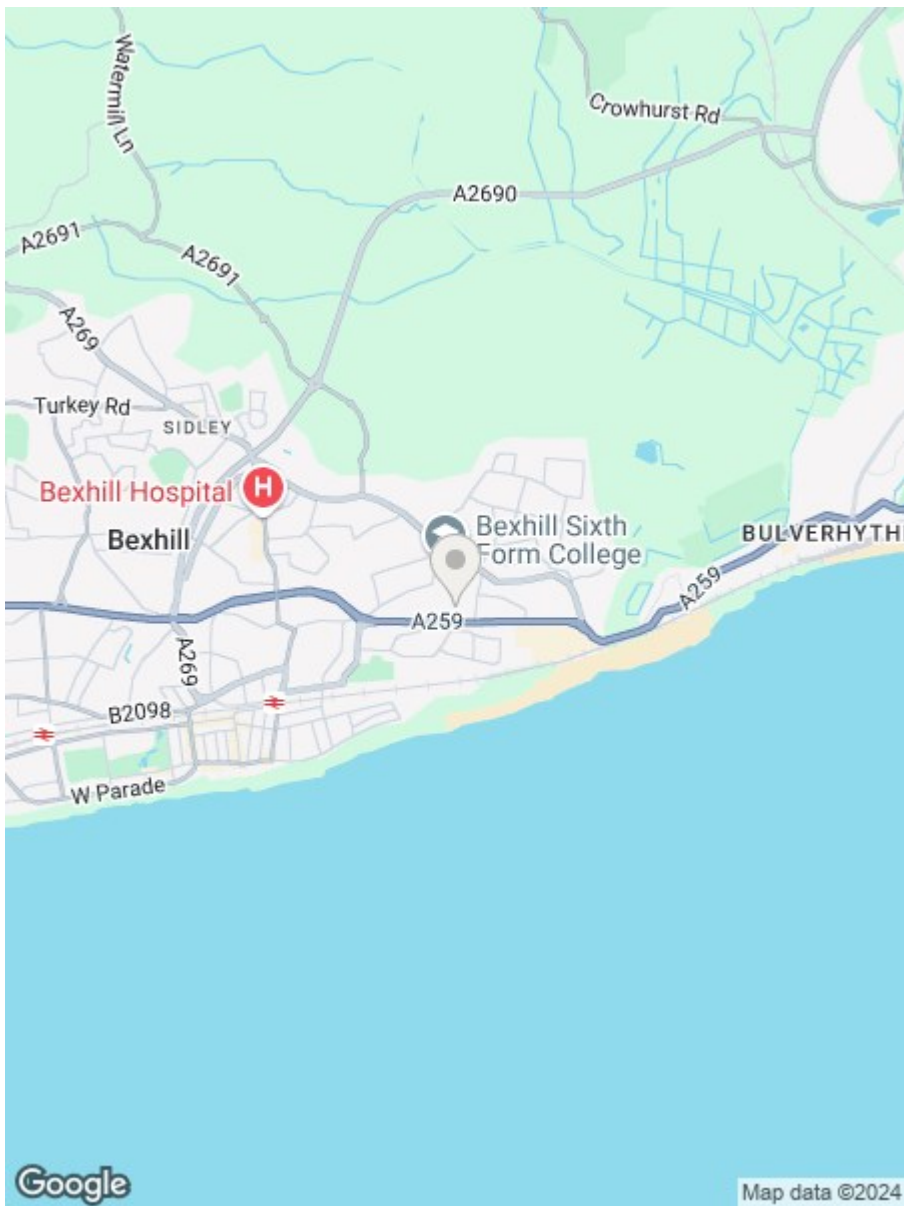 Watermill Ln
Crowhurst Rd
A2690
A2691
A2691
A269
Turkey Rd
SIDLEY
Bexhill Hospital
H
Bexhill
Bexhill Sixth
Form College
BULVERHYTHE
A259
A259
A269
B2098
W Parade
Google
Map data ©2024